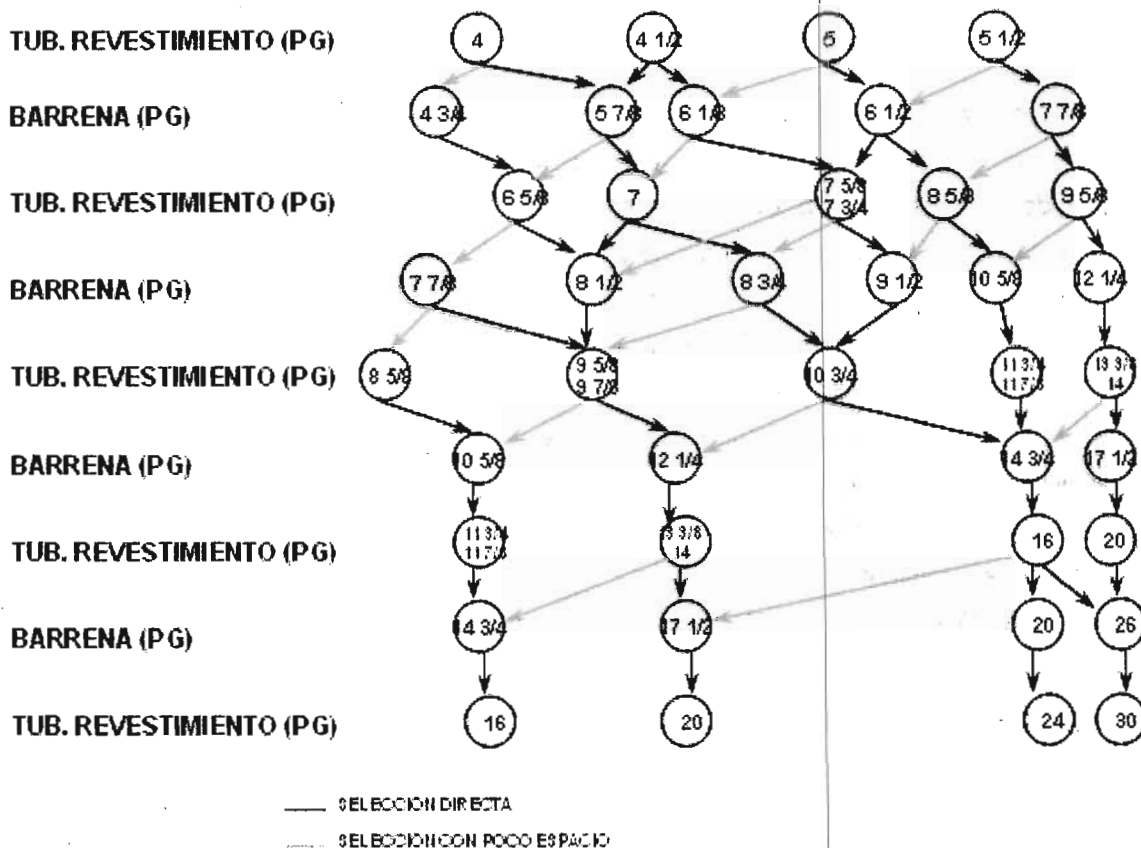 TUB. REVESTIMIENTO (PG) 4 4 1/2 5 5 1/2
BARRENA (PG) 4 3/4 5 7/8 6 1/8 6 1/2 7 7/8
TUB. REVESTIMIENTO (PG) 6 5/8 7 7 5/8 7 3/4 8 5/8 9 5/8
BARRENA (PG) 7 7/8 8 1/2 8 3/4 9 1/2 10 5/8 12 1/4
TUB. REVESTIMIENTO (PG) 8 5/8 9 5/8 9 7/8 10 3/4 11 3/4 11 7/8 13 3/8 14
BARRENA (PG) 10 5/8 12 1/4 14 3/4 17 1/2
TUB. REVESTIMIENTO (PG) 11 3/4 11 7/8 13 3/8 14 16 20
BARRENA (PG) 14 3/4 17 1/2 20 26
TUB. REVESTIMIENTO (PG) 16 20 24 30
SELECCION DIRECTA
SELECCION CON POCO ESPACIO